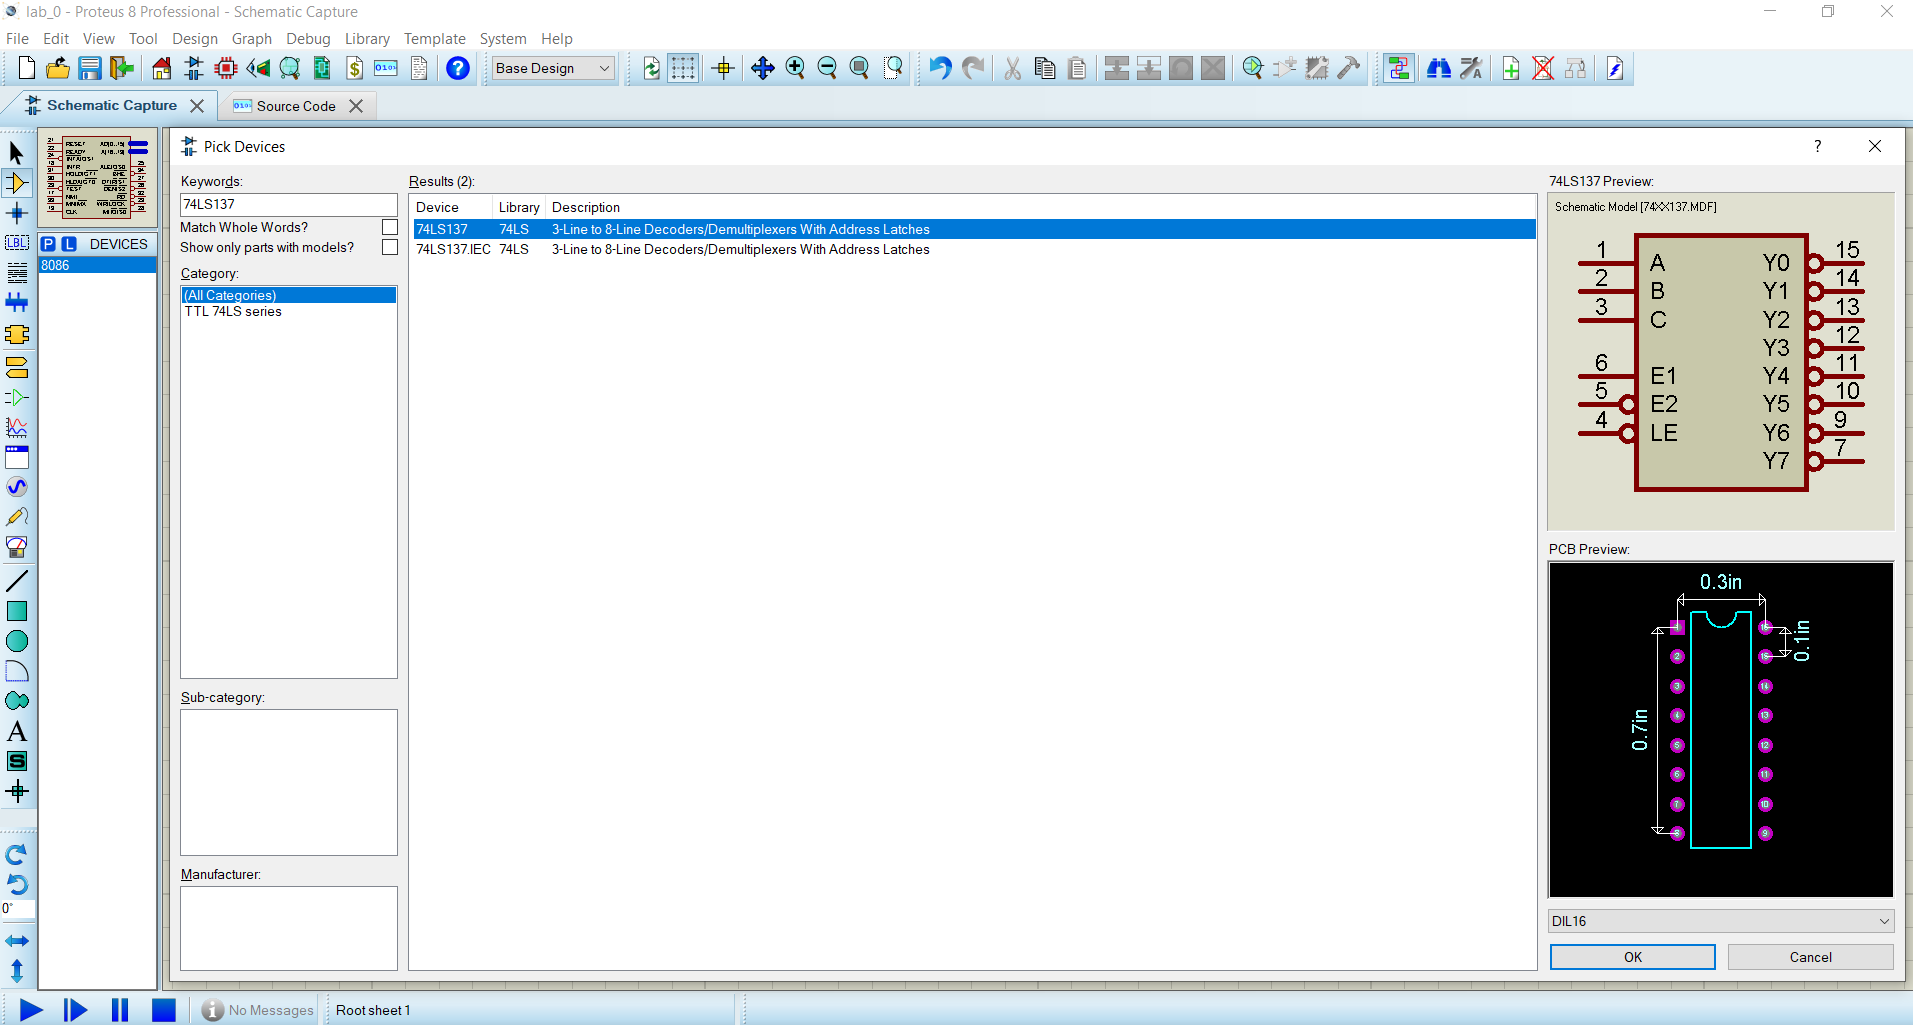 lab_0 - Proteus 8 Professional - Schematic Capture
File Edit View Tool Design Graph Debug Library Template System Help
Base Design
Schematic Capture
Source Code
P L DEVICES
8086
LBL
A
S
0°
Pick Devices
?
Keywords:
74LS137
Match Whole Words?
Show only parts with models?
Category:
(All Categories)
TTL 74LS series
Sub-category:
Manufacturer:
Results (2):
Device Library Description
74LS137 74LS 3-Line to 8-Line Decoders/Demultiplexers With Address Latches
74LS137.IEC 74LS 3-Line to 8-Line Decoders/Demultiplexers With Address Latches
74LS137 Preview:
Schematic Model [74XX137.MDF]
1 A Y0 15
2 B Y1 14
3 C Y2 13
Y3 12
6 E1 Y4 11
5 E2 Y5 10
4 LE Y6 9
Y7 7
PCB Preview:
0.3in
0.1in
0.7in
DIL16
OK Cancel
No Messages
Root sheet 1